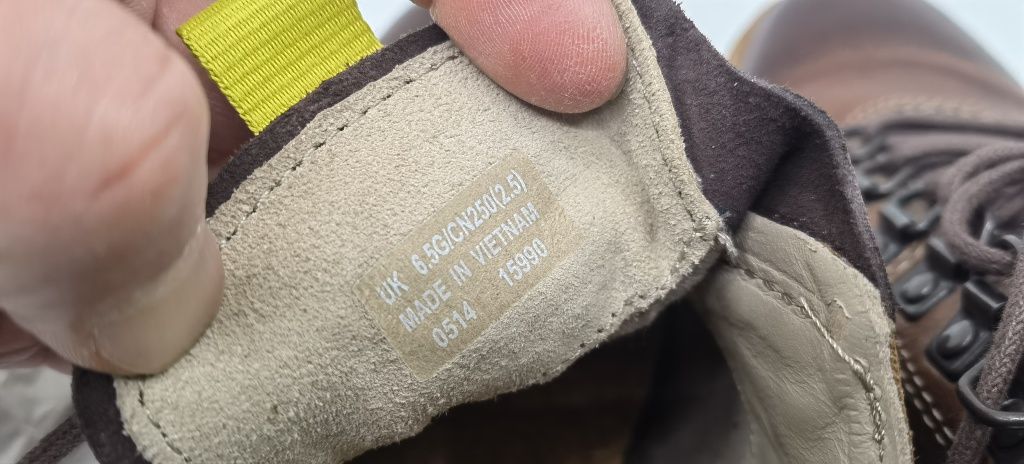 UK 6.5G/CN250(2.5)
MADE IN VIETNAM
0514 15990